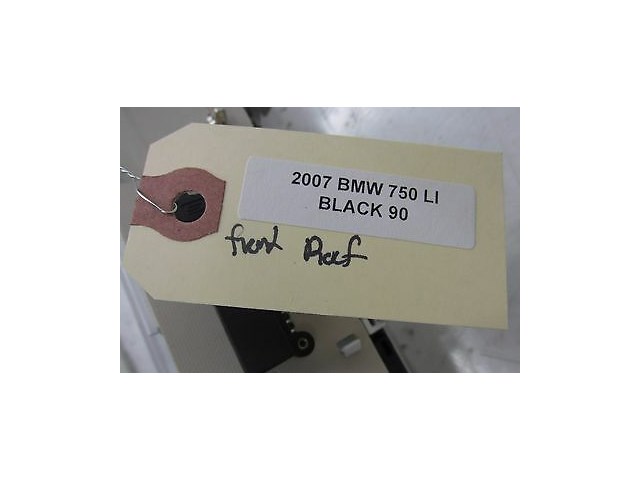 2007 BMW 750 LI
BLACK 90
front Roof